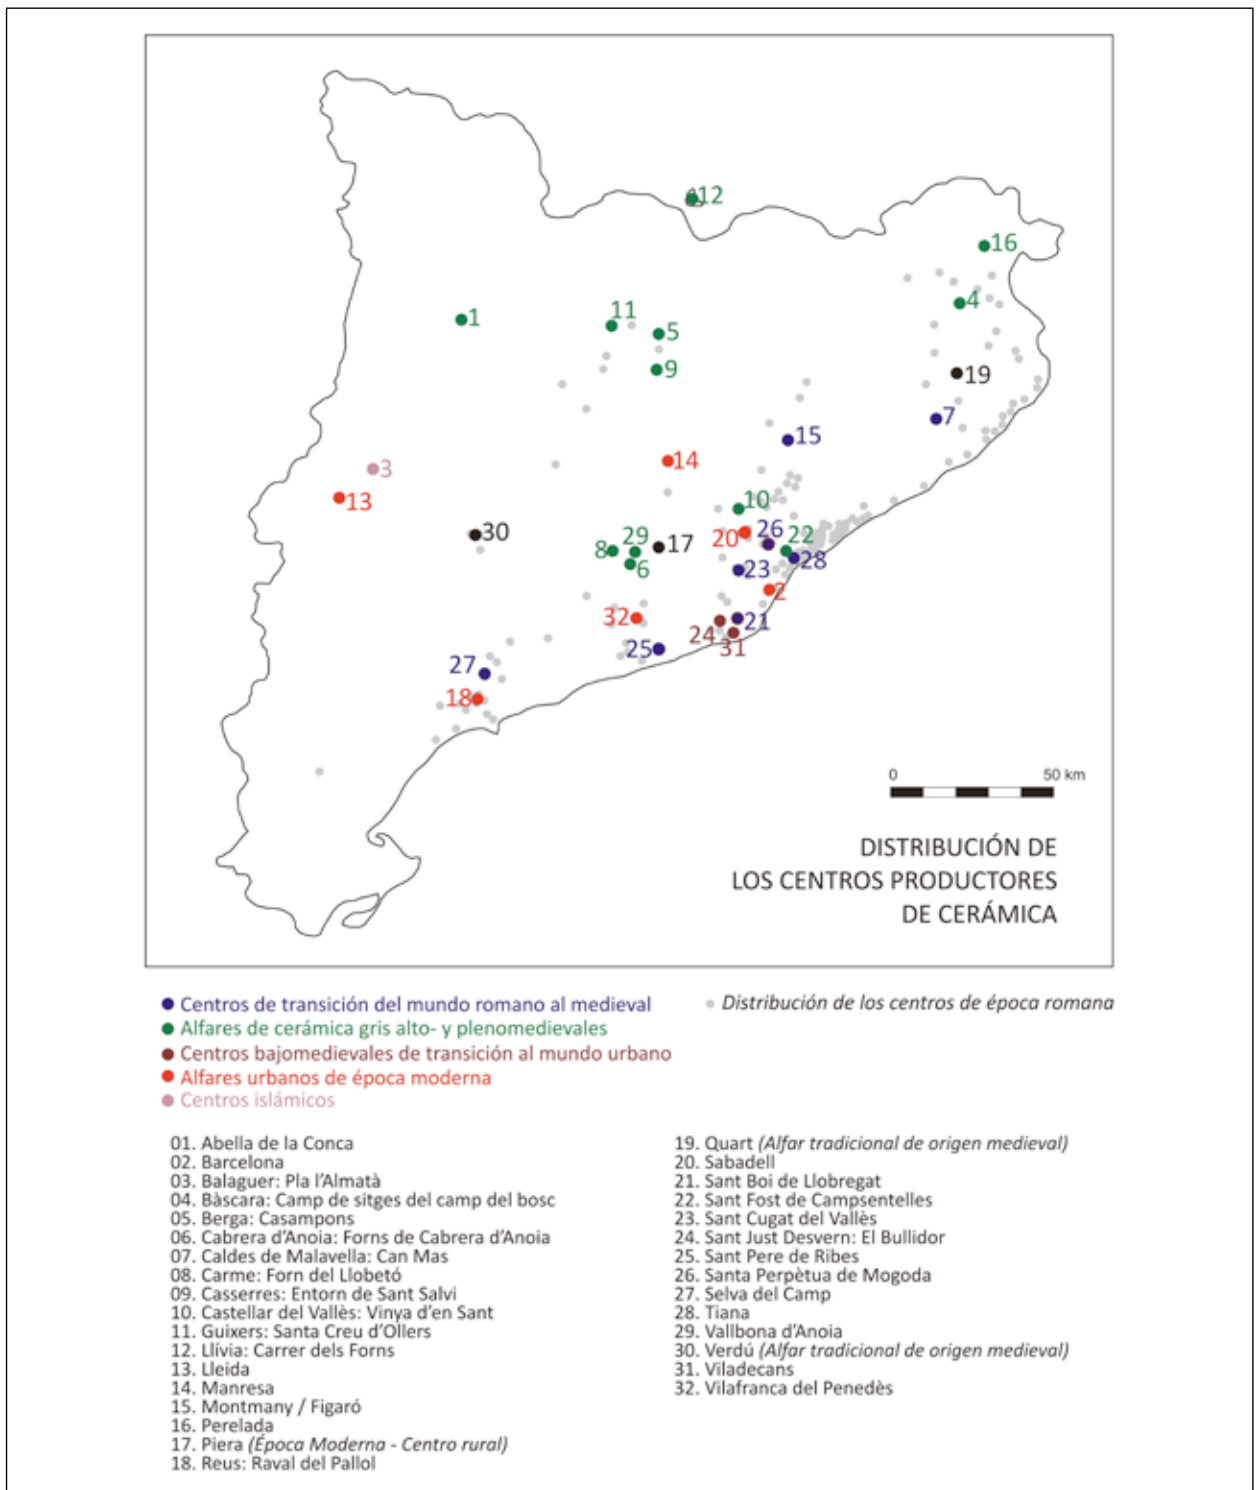 12
16
4
1
11
5
9
19
7
15
14
3
13
10
30
29
17
20
26
22
8
28
6
23
2
32
21
24
31
25
27
18
0 50 km
DISTRIBUCIÓN DE
LOS CENTROS PRODUCTORES
DE CERÁMICA
Centros de transición del mundo romano al medieval
Distribución de los centros de época romana
Alfares de cerámica gris alto- y plenomedievales
Centros bajomedievales de transición al mundo urbano
Alfares urbanos de época moderna
Centros islámicos
01. Abella de la Conca
02. Barcelona
03. Balaguer: Pla l'Almatà
04. Bàscara: Camp de sitges del camp del bosc
05. Berga: Casampons
06. Cabrera d'Anoia: Forns de Cabrera d'Anoia
07. Caldes de Malavella: Can Mas
08. Carme: Forn del Llobetó
09. Casserres: Entorn de Sant Salvi
10. Castellar del Vallès: Vinya d'en Sant
11. Guixers: Santa Creu d'Ollers
12. Llívia: Carrer dels Forns
13. Lleida
14. Manresa
15. Montmany / Figaró
16. Perelada
17. Piera (Época Moderna - Centro rural)
18. Reus: Raval del Pallol
19. Quart (Alfar tradicional de origen medieval)
20. Sabadell
21. Sant Boi de Llobregat
22. Sant Fost de Campsentelles
23. Sant Cugat del Vallès
24. Sant Just Desvern: El Bullidor
25. Sant Pere de Ribes
26. Santa Perpètua de Mogoda
27. Selva del Camp
28. Tiana
29. Vallbona d'Anoia
30. Verdú (Alfar tradicional de origen medieval)
31. Viladecans
32. Vilafranca del Penedès